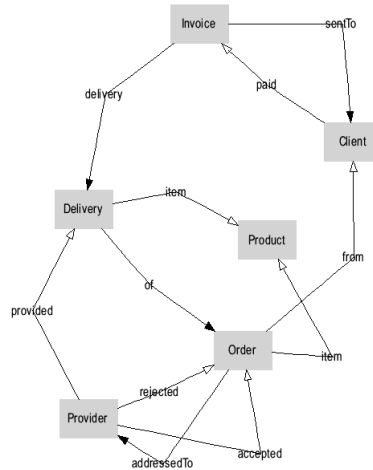 Invoice
sentTo
paid
delivery
Client
item
Delivery
Product
from
of
provided
Order
item
rejected
Provider
accepted
addressedTo